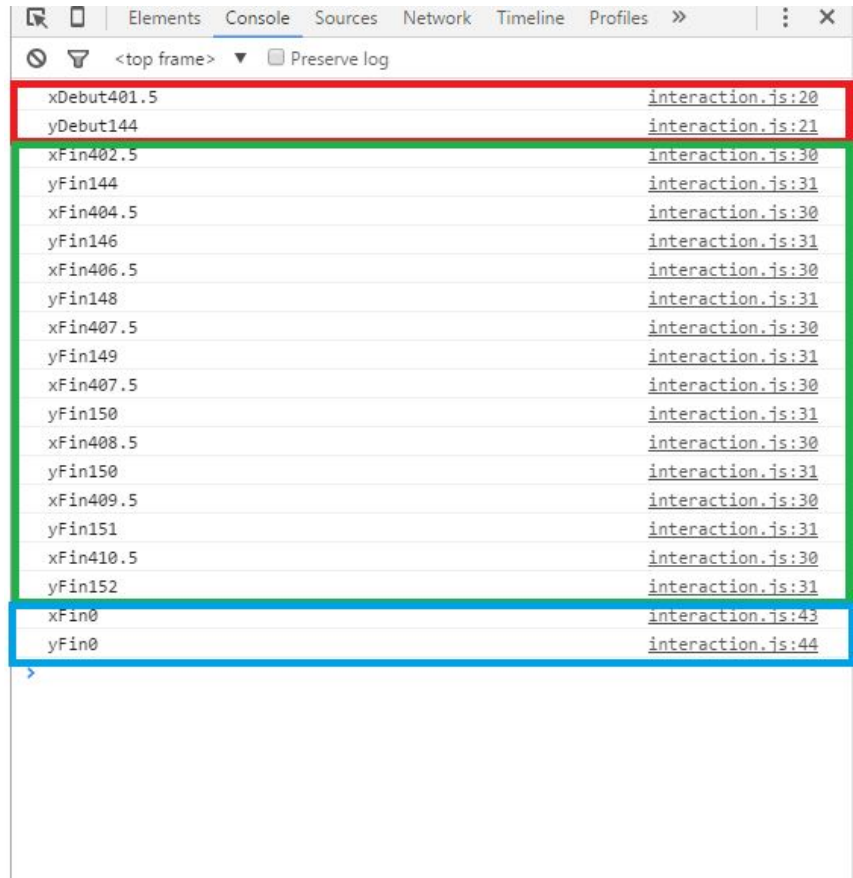 Elements Console Sources Network Timeline Profiles »
<top frame> ▼ Preserve log
xDebut401.5 interaction.js:20
yDebut144 interaction.js:21
xFin402.5 interaction.js:30
yFin144 interaction.js:31
xFin404.5 interaction.js:30
yFin146 interaction.js:31
xFin406.5 interaction.js:30
yFin148 interaction.js:31
xFin407.5 interaction.js:30
yFin149 interaction.js:31
xFin407.5 interaction.js:30
yFin150 interaction.js:31
xFin408.5 interaction.js:30
yFin150 interaction.js:31
xFin409.5 interaction.js:30
yFin151 interaction.js:31
xFin410.5 interaction.js:30
yFin152 interaction.js:31
xFin0 interaction.js:43
yFin0 interaction.js:44
>